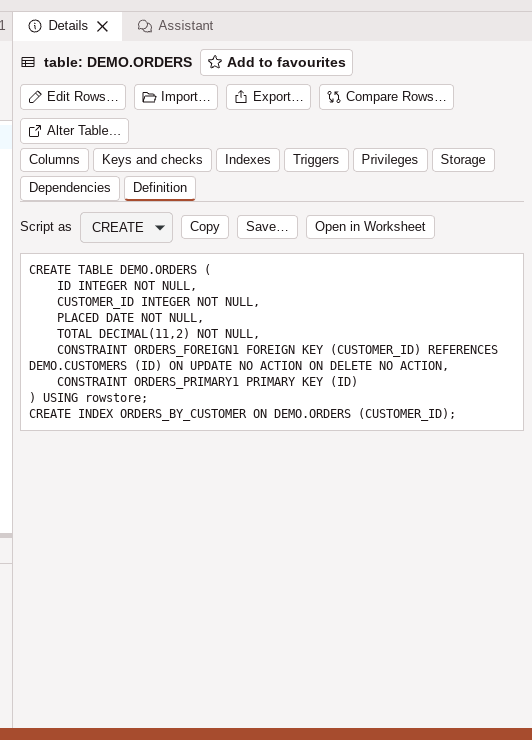 1
Details
Assistant
table: DEMO.ORDERS
Add to favourites
Edit Rows…
Import…
Export…
Compare Rows…
Alter Table…
Columns
Keys and checks
Indexes
Triggers
Privileges
Storage
Dependencies
Definition
Script as
CREATE
Copy
Save…
Open in Worksheet
CREATE TABLE DEMO.ORDERS (
    ID INTEGER NOT NULL,
    CUSTOMER_ID INTEGER NOT NULL,
    PLACED DATE NOT NULL,
    TOTAL DECIMAL(11,2) NOT NULL,
    CONSTRAINT ORDERS_FOREIGN1 FOREIGN KEY (CUSTOMER_ID) REFERENCES
DEMO.CUSTOMERS (ID) ON UPDATE NO ACTION ON DELETE NO ACTION,
    CONSTRAINT ORDERS_PRIMARY1 PRIMARY KEY (ID)
) USING rowstore;
CREATE INDEX ORDERS_BY_CUSTOMER ON DEMO.ORDERS (CUSTOMER_ID);